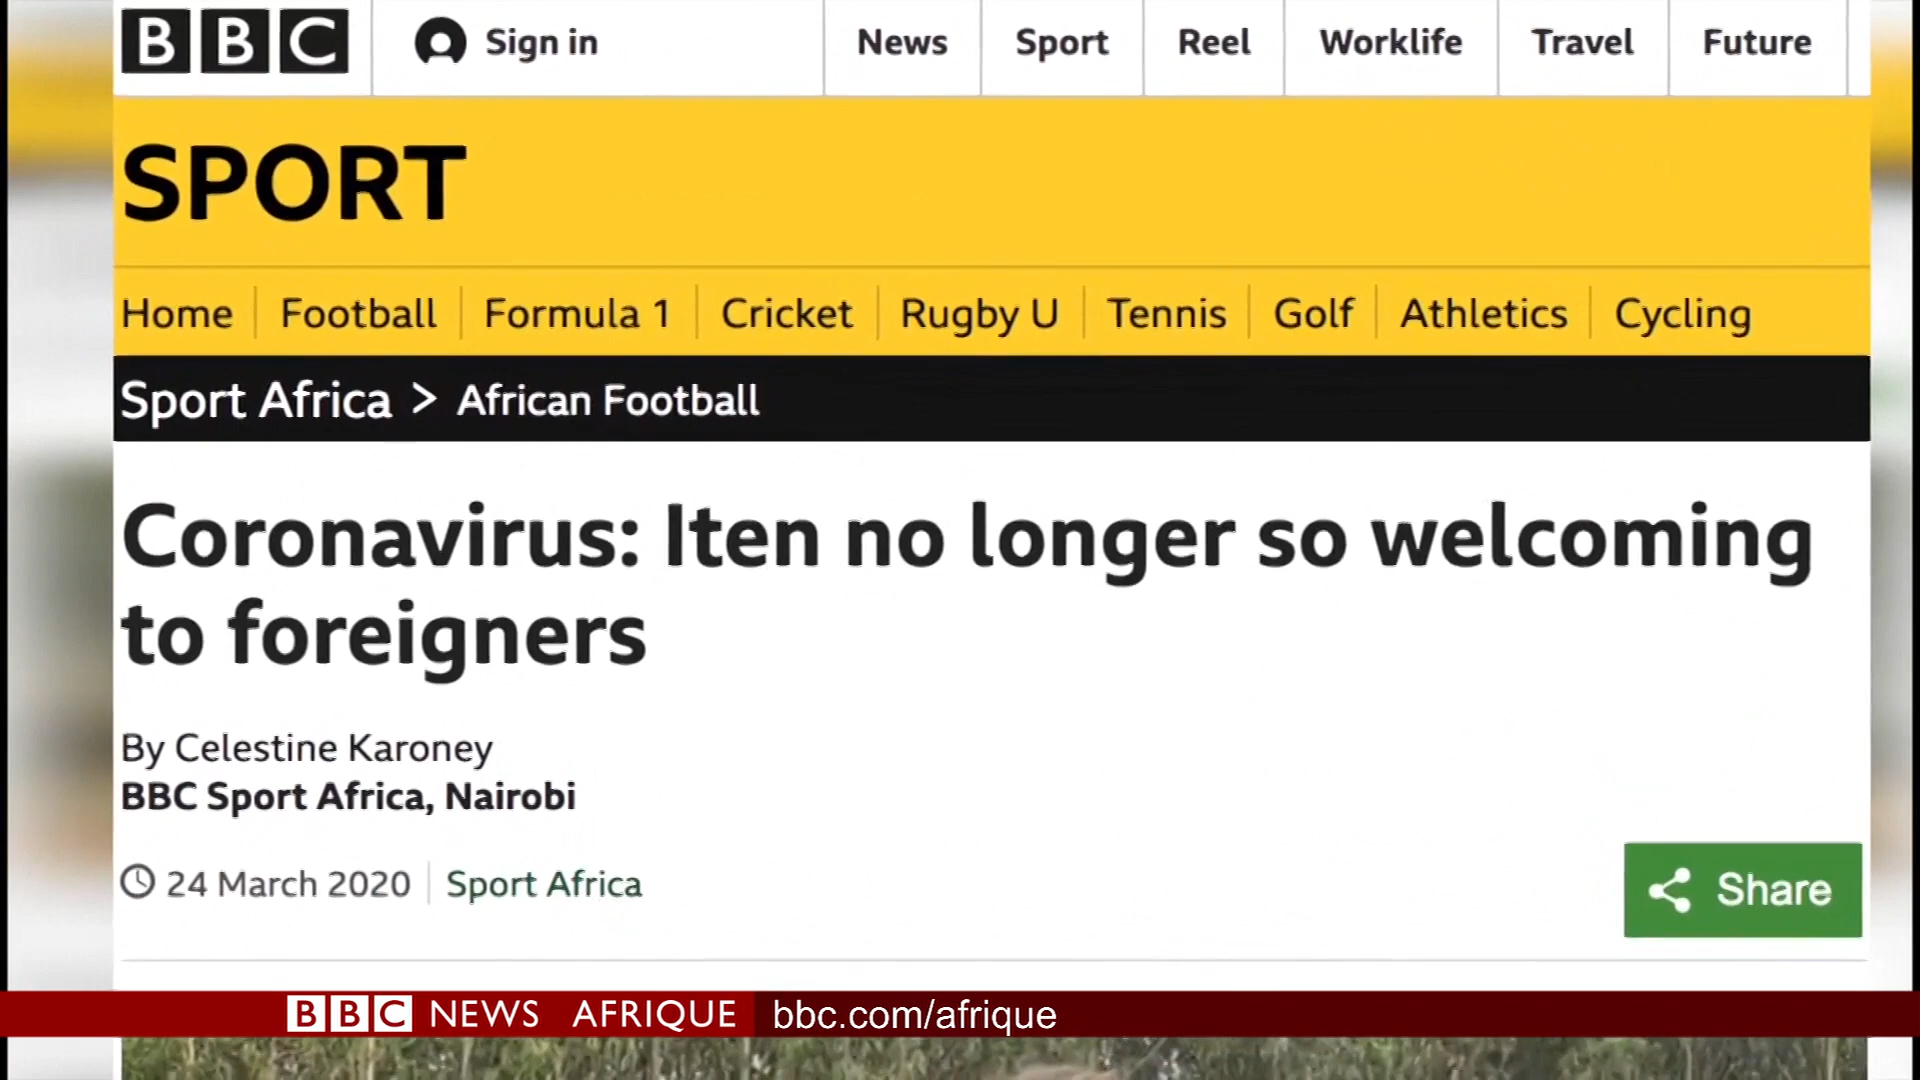 BBC Sign in News Sport Reel Worklife Travel Future
SPORT
Home Football Formula 1 Cricket Rugby U Tennis Golf Athletics Cycling
Sport Africa > African Football
Coronavirus: Iten no longer so welcoming
to foreigners
By Celestine Karoney
BBC Sport Africa, Nairobi
24 March 2020 Sport Africa
Share
BBC NEWS AFRIQUE bbc.com/afrique